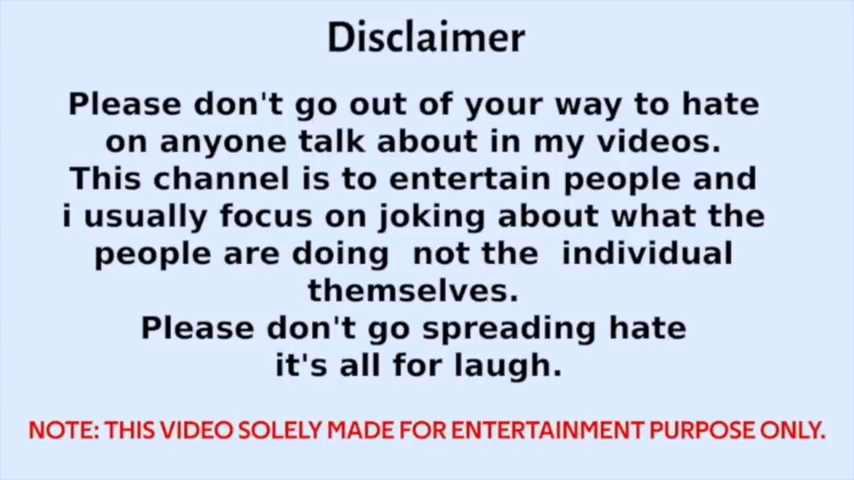 Disclaimer
Please don't go out of your way to hate
on anyone talk about in my videos.
This channel is to entertain people and
i usually focus on joking about what the
people are doing  not the  individual
themselves.
Please don't go spreading hate
it's all for laugh.
NOTE: THIS VIDEO SOLELY MADE FOR ENTERTAINMENT PURPOSE ONLY.